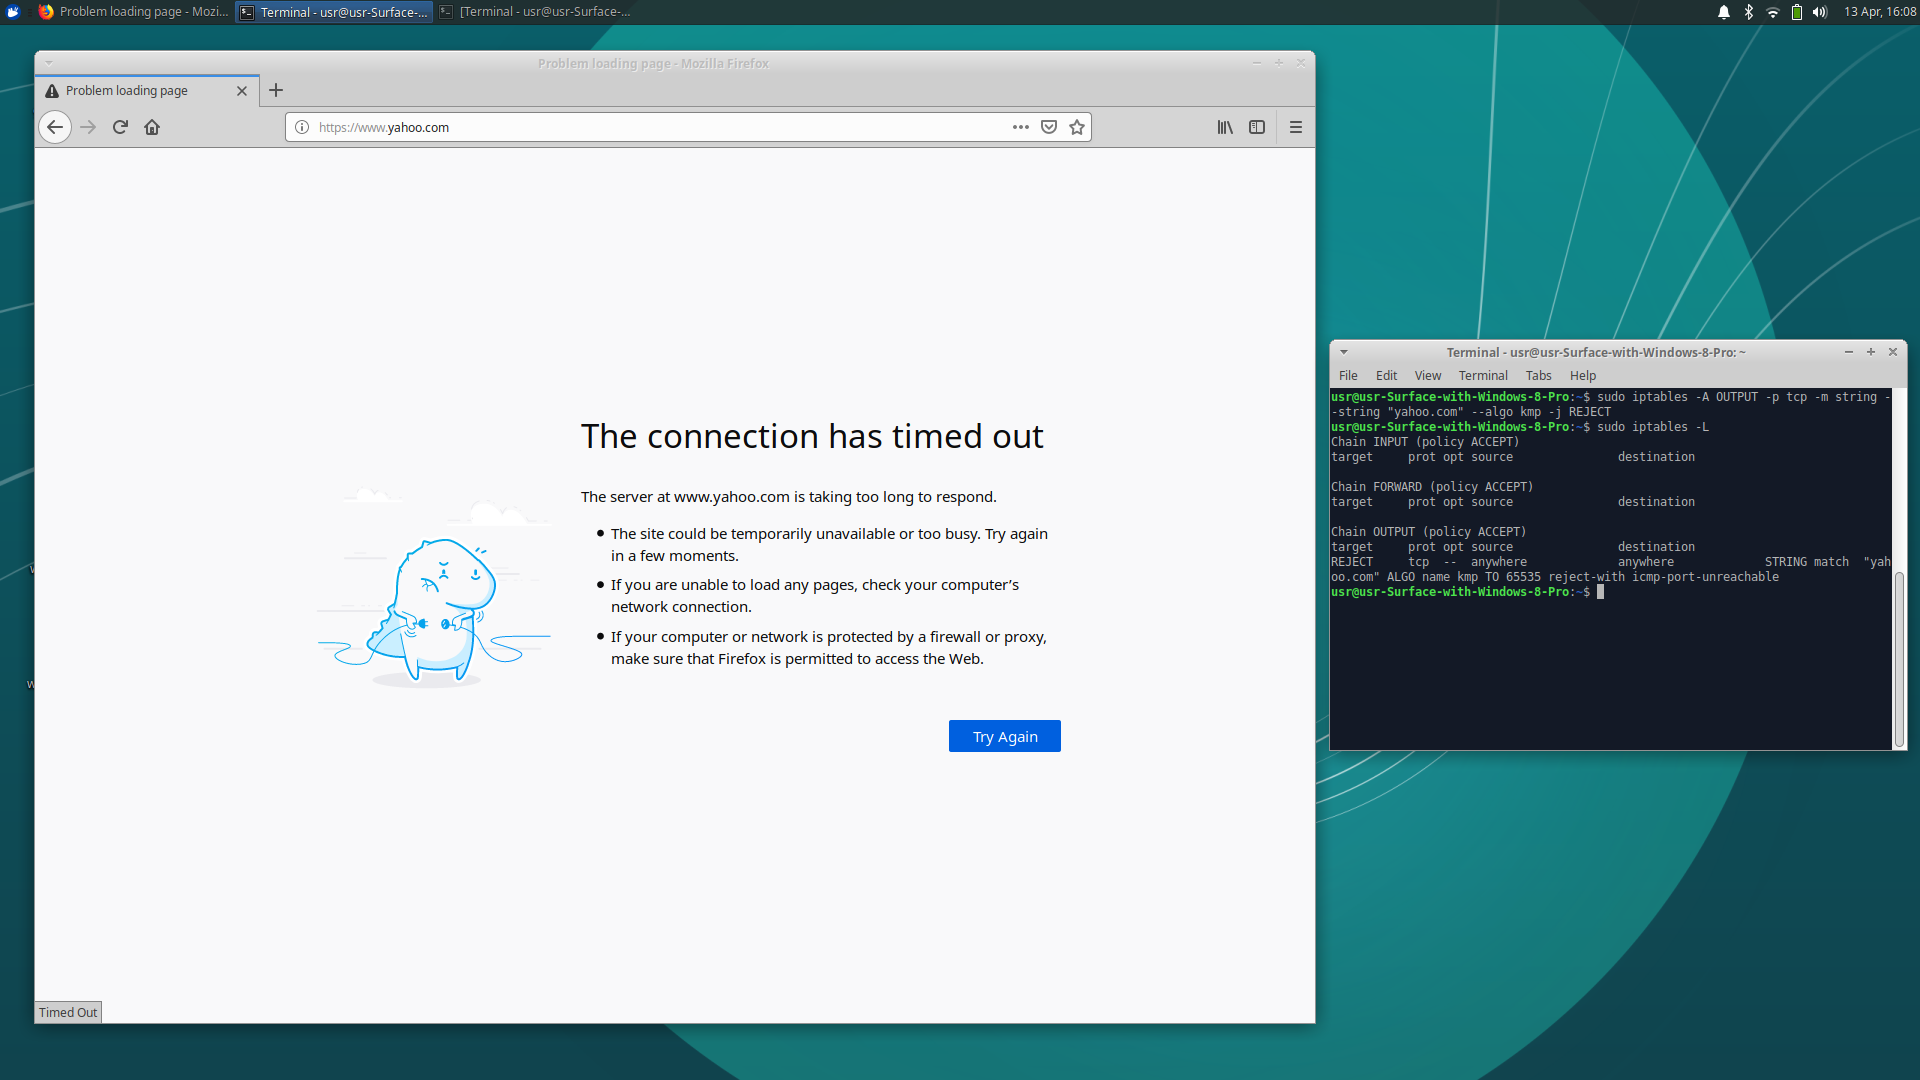 Problem loading page - Mozi...
Terminal - usr@usr-Surface-...
[Terminal - usr@usr-Surface-...
13 Apr, 16:08
Problem loading page - Mozilla Firefox
Problem loading page
https://www.yahoo.com
The connection has timed out
The server at www.yahoo.com is taking too long to respond.
The site could be temporarily unavailable or too busy. Try again
in a few moments.
If you are unable to load any pages, check your computer’s
network connection.
If your computer or network is protected by a firewall or proxy,
make sure that Firefox is permitted to access the Web.
Try Again
Timed Out
Terminal - usr@usr-Surface-with-Windows-8-Pro: ~
File Edit View Terminal Tabs Help
usr@usr-Surface-with-Windows-8-Pro:~$ sudo iptables -A OUTPUT -p tcp -m string -
-string "yahoo.com" --algo kmp -j REJECT
usr@usr-Surface-with-Windows-8-Pro:~$ sudo iptables -L
Chain INPUT (policy ACCEPT)
target     prot opt source               destination
Chain FORWARD (policy ACCEPT)
target     prot opt source               destination
Chain OUTPUT (policy ACCEPT)
target     prot opt source               destination
REJECT     tcp  --  anywhere             anywhere             STRING match  "yah
oo.com" ALGO name kmp TO 65535 reject-with icmp-port-unreachable
usr@usr-Surface-with-Windows-8-Pro:~$